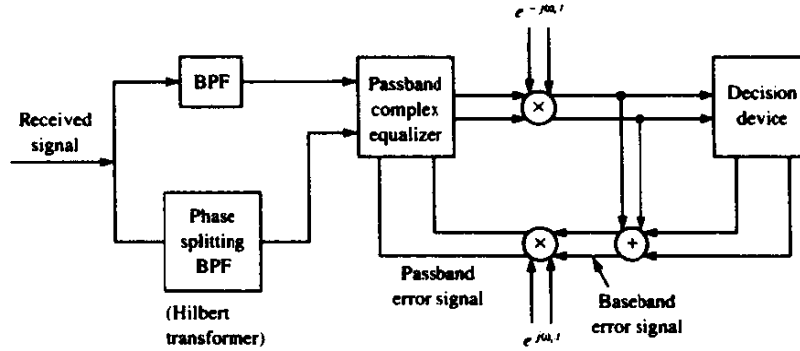 e^{-jω_c t}
BPF
Passband
complex
equalizer
×
Decision
device
Received
signal
Phase
splitting
BPF
×
+
Passband
error signal
Baseband
error signal
(Hilbert
transformer)
e^{jω_c t}